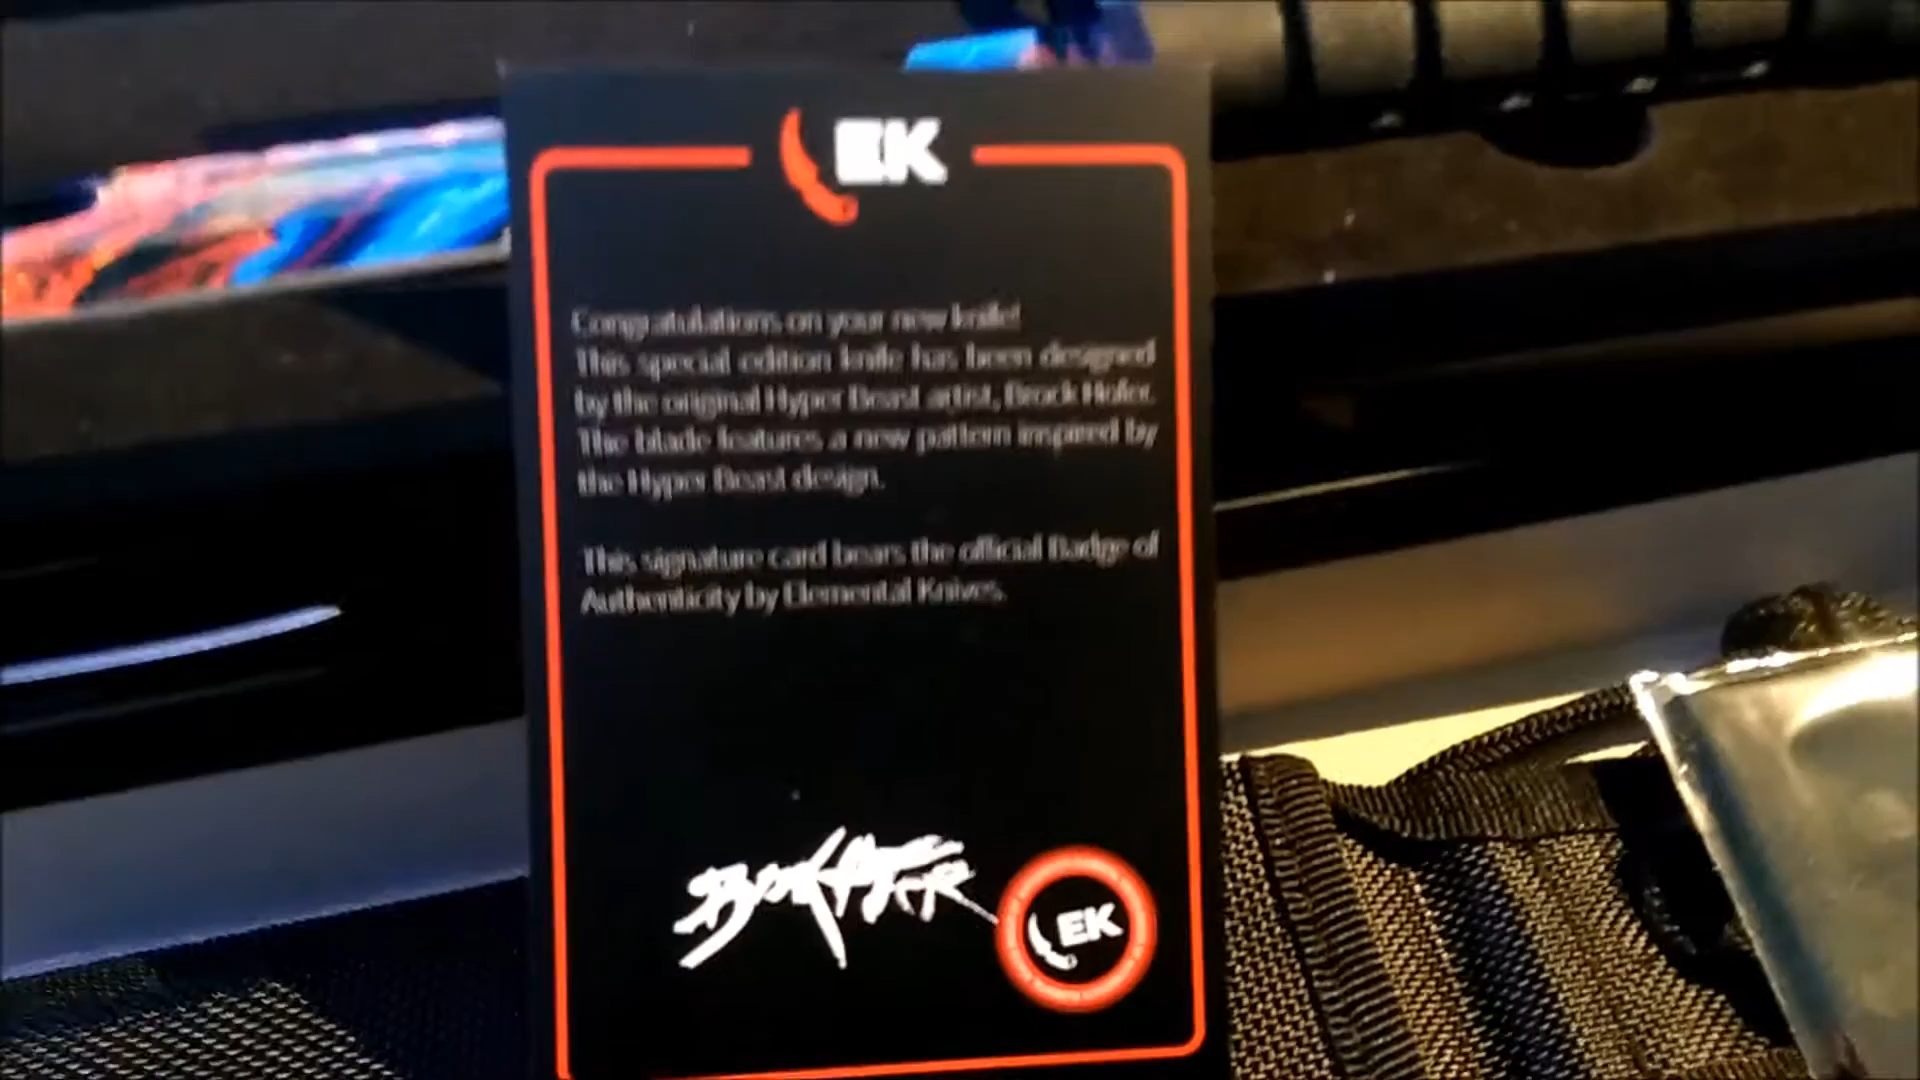 EK
Congratulations on your new knife!
This special edition knife has been designed
by the original Hyper Beast artist, Brock Hofer.
The blade features a new pattern inspired by
the Hyper Beast design.
This signature card bears the official Badge of
Authenticity by Elemental Knives.
EK